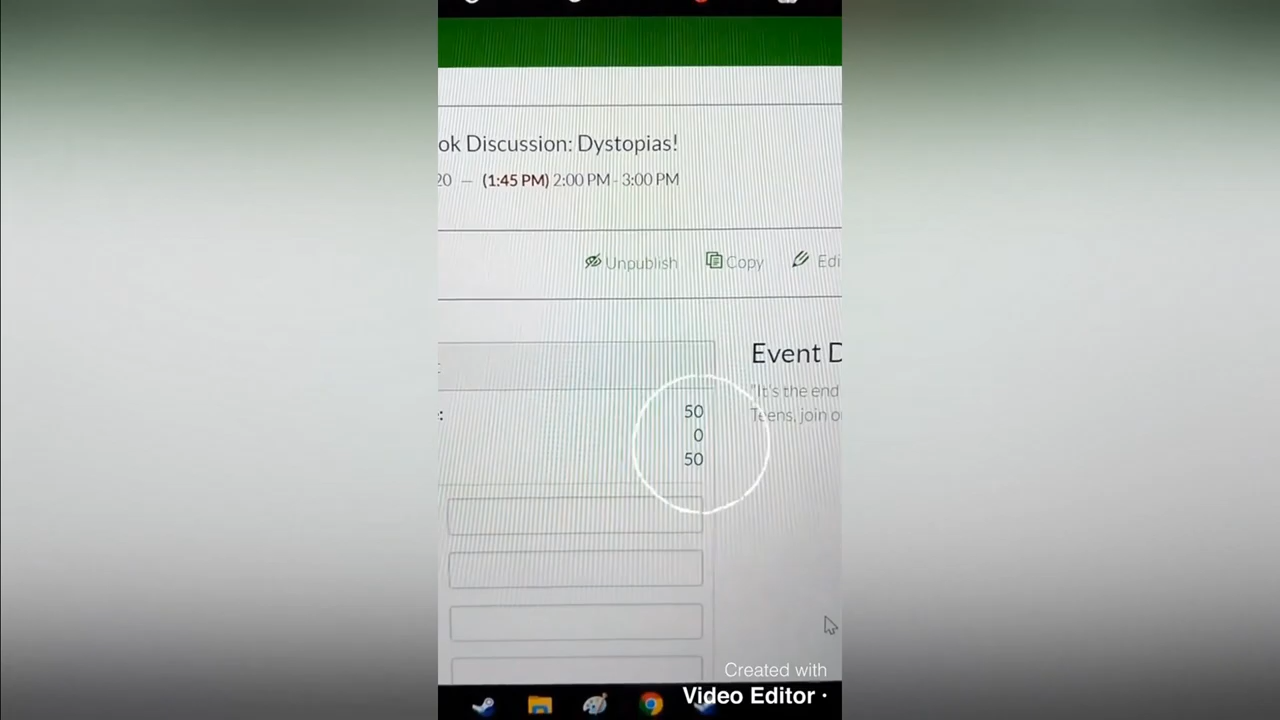 ok Discussion: Dystopias!
20 — (1:45 PM) 2:00 PM - 3:00 PM
Unpublish Copy Edi
Event D
"It's the end
Teens, join o
:
50
0
50
Created with
Video Editor